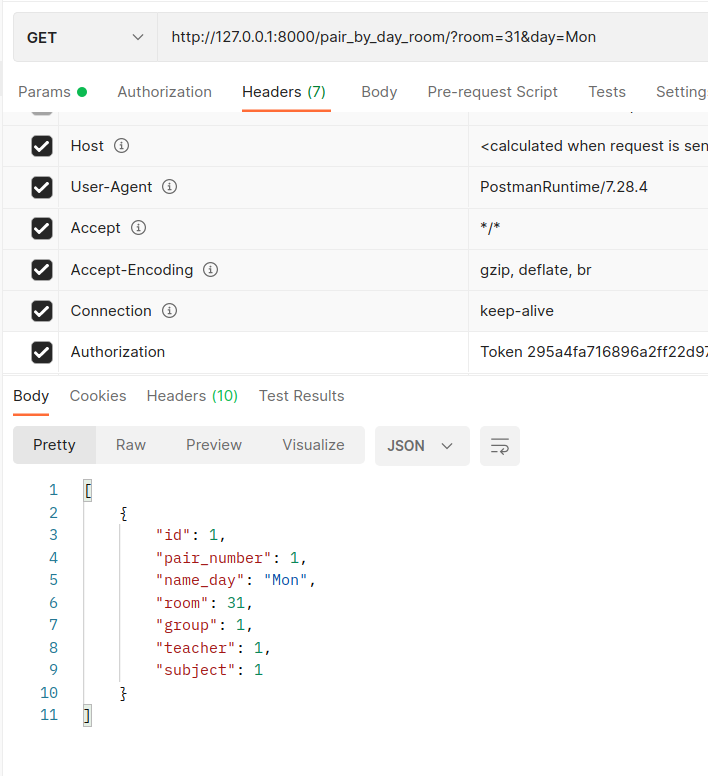 GET http://127.0.0.1:8000/pair_by_day_room/?room=31&day=Mon
Params Authorization Headers (7) Body Pre-request Script Tests Setting
Host <calculated when request is sen
User-Agent PostmanRuntime/7.28.4
Accept */*
Accept-Encoding gzip, deflate, br
Connection keep-alive
Authorization Token 295a4fa716896a2ff22d97
Body Cookies Headers (10) Test Results
Pretty Raw Preview Visualize JSON
1 [
2 {
3 "id": 1,
4 "pair_number": 1,
5 "name_day": "Mon",
6 "room": 31,
7 "group": 1,
8 "teacher": 1,
9 "subject": 1
10 }
11 ]